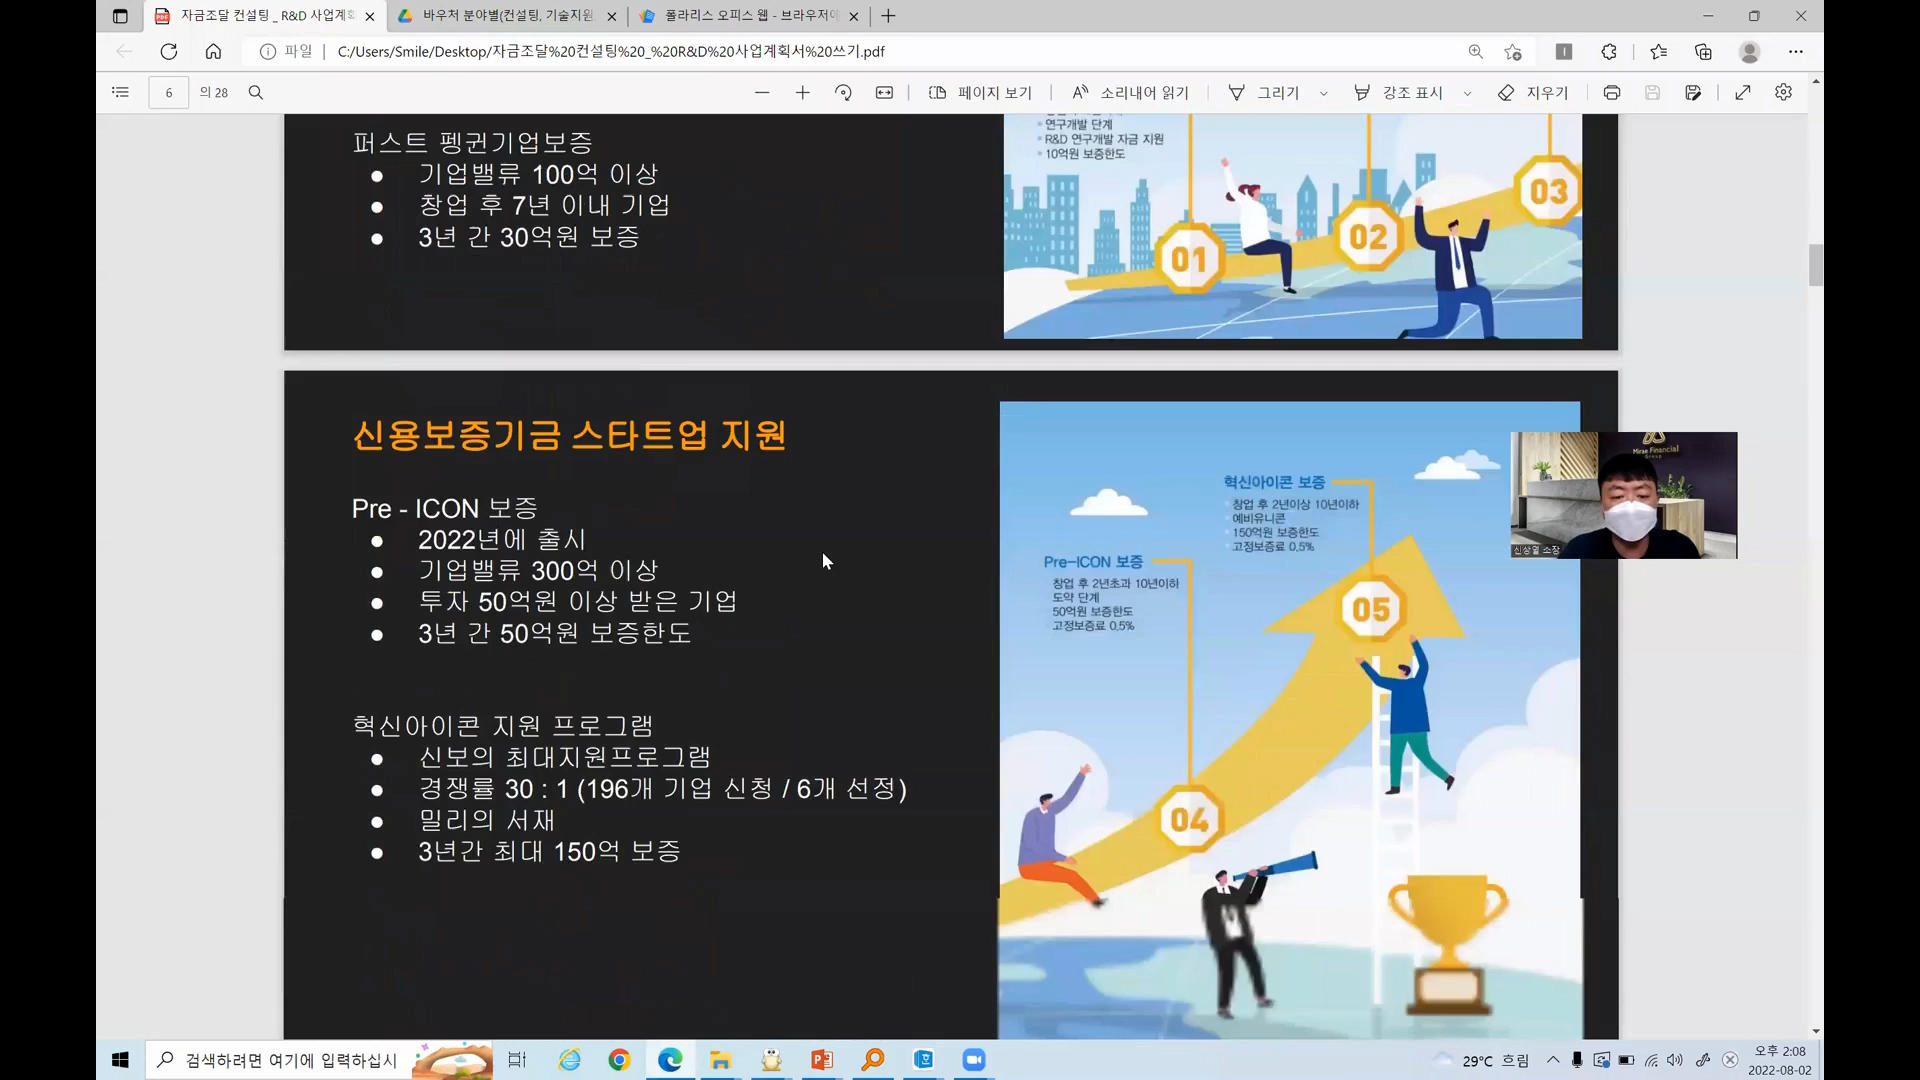 자금조달 컨설팅 _ R&D 사업계획
바우처 분야별(컨설팅, 기술지원
폴라리스 오피스 웹 - 브라우저에
파일
C:/Users/Smile/Desktop/자금조달%20컨설팅%20_%20R&D%20사업계획서%20쓰기.pdf
6 의 28
페이지 보기
소리내어 읽기
그리기
강조 표시
지우기
퍼스트 펭귄기업보증
● 기업밸류 100억 이상
● 창업 후 7년 이내 기업
● 3년 간 30억원 보증
연구개발 단계
R&D 연구개발 자금 지원
10억원 보증한도
01
02
03
신용보증기금 스타트업 지원
Pre - ICON 보증
● 2022년에 출시
● 기업밸류 300억 이상
● 투자 50억원 이상 받은 기업
● 3년 간 50억원 보증한도
혁신아이콘 지원 프로그램
● 신보의 최대지원프로그램
● 경쟁률 30 : 1 (196개 기업 신청 / 6개 선정)
● 밀리의 서재
● 3년간 최대 150억 보증
혁신아이콘 보증
창업 후 2년이상 10년이하
예비유니콘
150억원 보증한도
고정보증료 0.5%
Pre-ICON 보증
창업 후 2년초과 10년이하
도약 단계
50억원 보증한도
고정보증료 0.5%
05
04
Mirae Financial
Group
신상열 소장
검색하려면 여기에 입력하십시
29°C 흐림
오후 2:08
2022-08-02